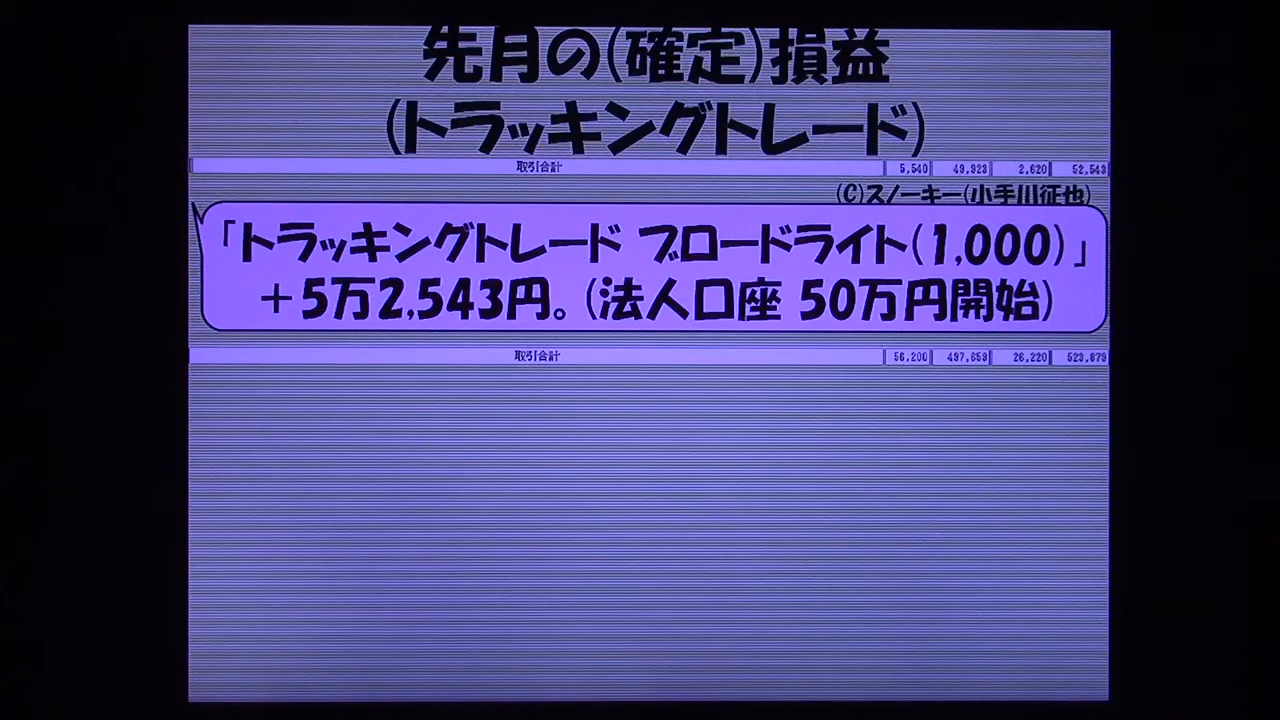 先月の(確定)損益
(トラッキングトレード)
取引合計 5,540 49,923 2,620 52,543
(C)スノーキー(小手川征也)
「トラッキングトレード ブロードライト(1,000)」
＋5万2,543円。(法人口座 50万円開始)
取引合計 56,200 497,659 26,220 523,879